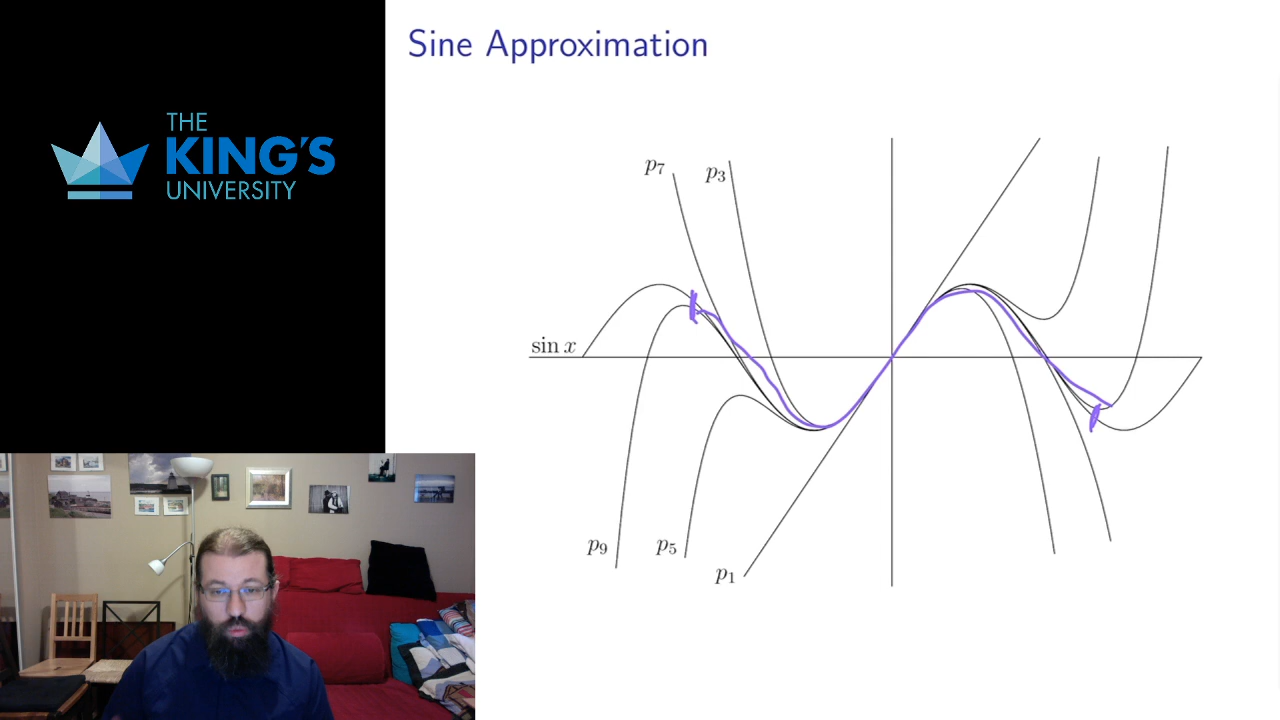 THE
KING'S
UNIVERSITY
Sine Approximation
p₇
p₃
sin x
p₉
p₅
p₁